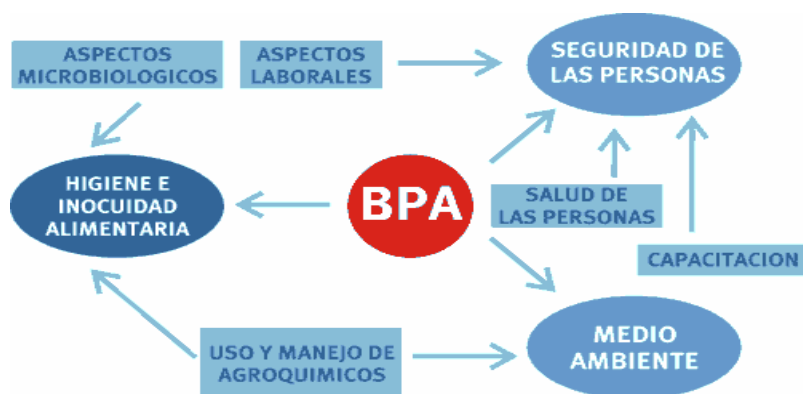 ASPECTOS
MICROBIOLOGICOS
ASPECTOS
LABORALES
SEGURIDAD DE
LAS PERSONAS
HIGIENE E
INOCUIDAD
ALIMENTARIA
BPA
SALUD DE
LAS PERSONAS
CAPACITACION
USO Y MANEJO DE
AGROQUIMICOS
MEDIO
AMBIENTE